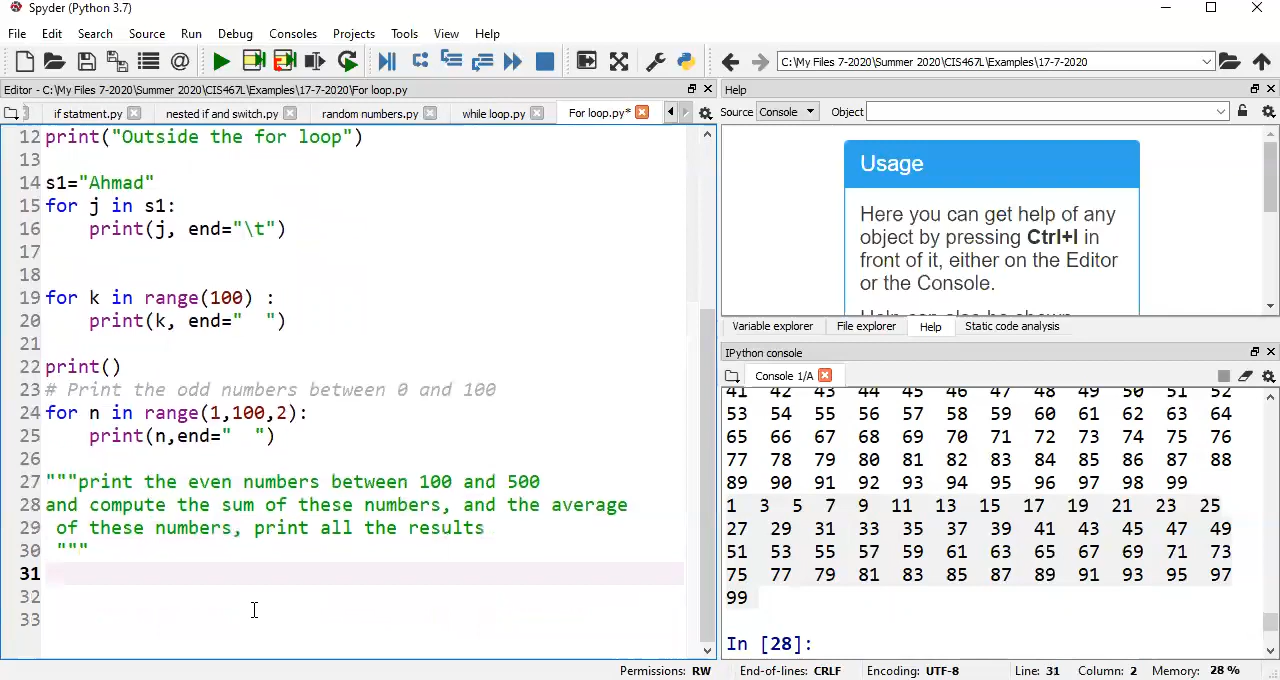 Spyder (Python 3.7)
File Edit Search Source Run Debug Consoles Projects Tools View Help
C:\My Files 7-2020\Summer 2020\CIS467L\Examples\17-7-2020
Editor - C:\My Files 7-2020\Summer 2020\CIS467L\Examples\17-7-2020\For loop.py
if statment.py nested if and switch.py random numbers.py while loop.py For loop.py*
12 print("Outside the for loop")
13
14 s1="Ahmad"
15 for j in s1:
16 print(j, end="\t")
17
18
19 for k in range(100) :
20 print(k, end="  ")
21
22 print()
23 # Print the odd numbers between 0 and 100
24 for n in range(1,100,2):
25 print(n,end="  ")
26
27 """print the even numbers between 100 and 500
28 and compute the sum of these numbers, and the average
29 of these numbers, print all the results
30 """
31
32
33
Help
Source Console Object
Usage
Here you can get help of any
object by pressing Ctrl+I in
front of it, either on the Editor
or the Console.
Help can also be shown
Variable explorer File explorer Help Static code analysis
IPython console
Console 1/A
41 42 43 44 45 46 47 48 49 50 51 52
53 54 55 56 57 58 59 60 61 62 63 64
65 66 67 68 69 70 71 72 73 74 75 76
77 78 79 80 81 82 83 84 85 86 87 88
89 90 91 92 93 94 95 96 97 98 99
1 3 5 7 9 11 13 15 17 19 21 23 25
27 29 31 33 35 37 39 41 43 45 47 49
51 53 55 57 59 61 63 65 67 69 71 73
75 77 79 81 83 85 87 89 91 93 95 97
99
In [28]:
Permissions: RW End-of-lines: CRLF Encoding: UTF-8 Line: 31 Column: 2 Memory: 28 %